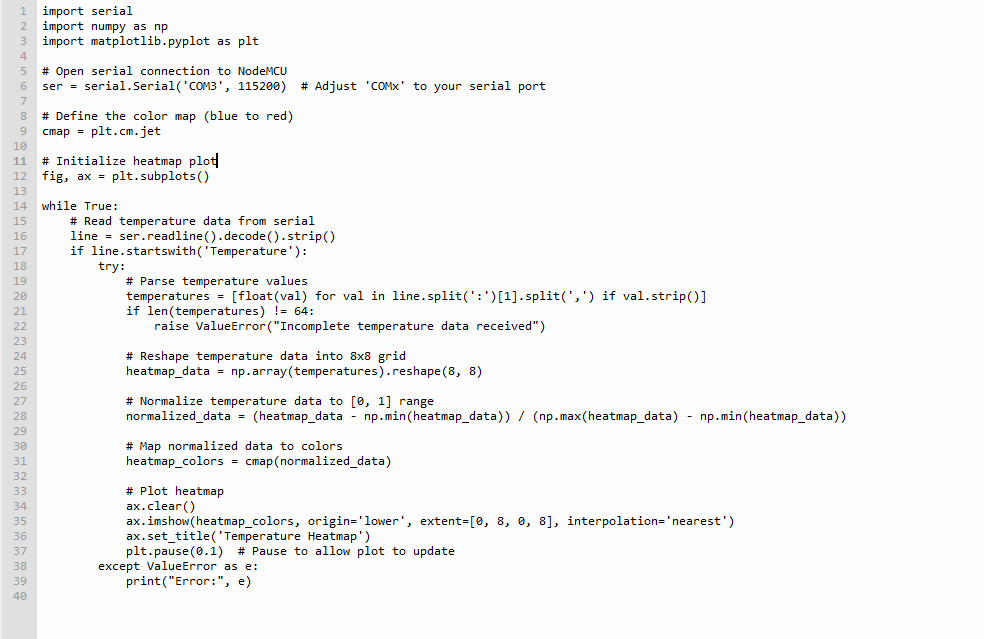 1 import serial
2 import numpy as np
3 import matplotlib.pyplot as plt
4
5 # Open serial connection to NodeMCU
6 ser = serial.Serial('COM3', 115200)  # Adjust 'COMx' to your serial port
7
8 # Define the color map (blue to red)
9 cmap = plt.cm.jet
10
11 # Initialize heatmap plot
12 fig, ax = plt.subplots()
13
14 while True:
15     # Read temperature data from serial
16     line = ser.readline().decode().strip()
17     if line.startswith('Temperature'):
18         try:
19             # Parse temperature values
20             temperatures = [float(val) for val in line.split(':')[1].split(',') if val.strip()]
21             if len(temperatures) != 64:
22                 raise ValueError("Incomplete temperature data received")
23
24             # Reshape temperature data into 8x8 grid
25             heatmap_data = np.array(temperatures).reshape(8, 8)
26
27             # Normalize temperature data to [0, 1] range
28             normalized_data = (heatmap_data - np.min(heatmap_data)) / (np.max(heatmap_data) - np.min(heatmap_data))
29
30             # Map normalized data to colors
31             heatmap_colors = cmap(normalized_data)
32
33             # Plot heatmap
34             ax.clear()
35             ax.imshow(heatmap_colors, origin='lower', extent=[0, 8, 0, 8], interpolation='nearest')
36             ax.set_title('Temperature Heatmap')
37             plt.pause(0.1)  # Pause to allow plot to update
38         except ValueError as e:
39             print("Error:", e)
40